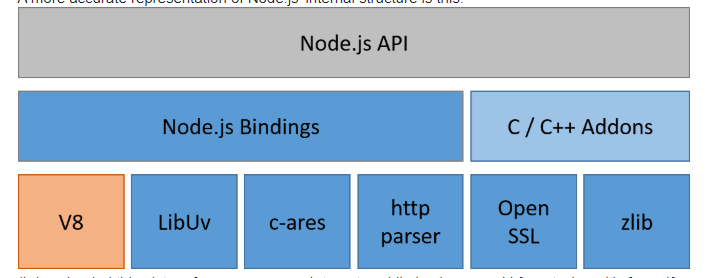 A more accurate representation of Node.js' internal structure is this:
Node.js API
Node.js Bindings
C / C++ Addons
V8
LibUv
c-ares
http
parser
Open
SSL
zlib